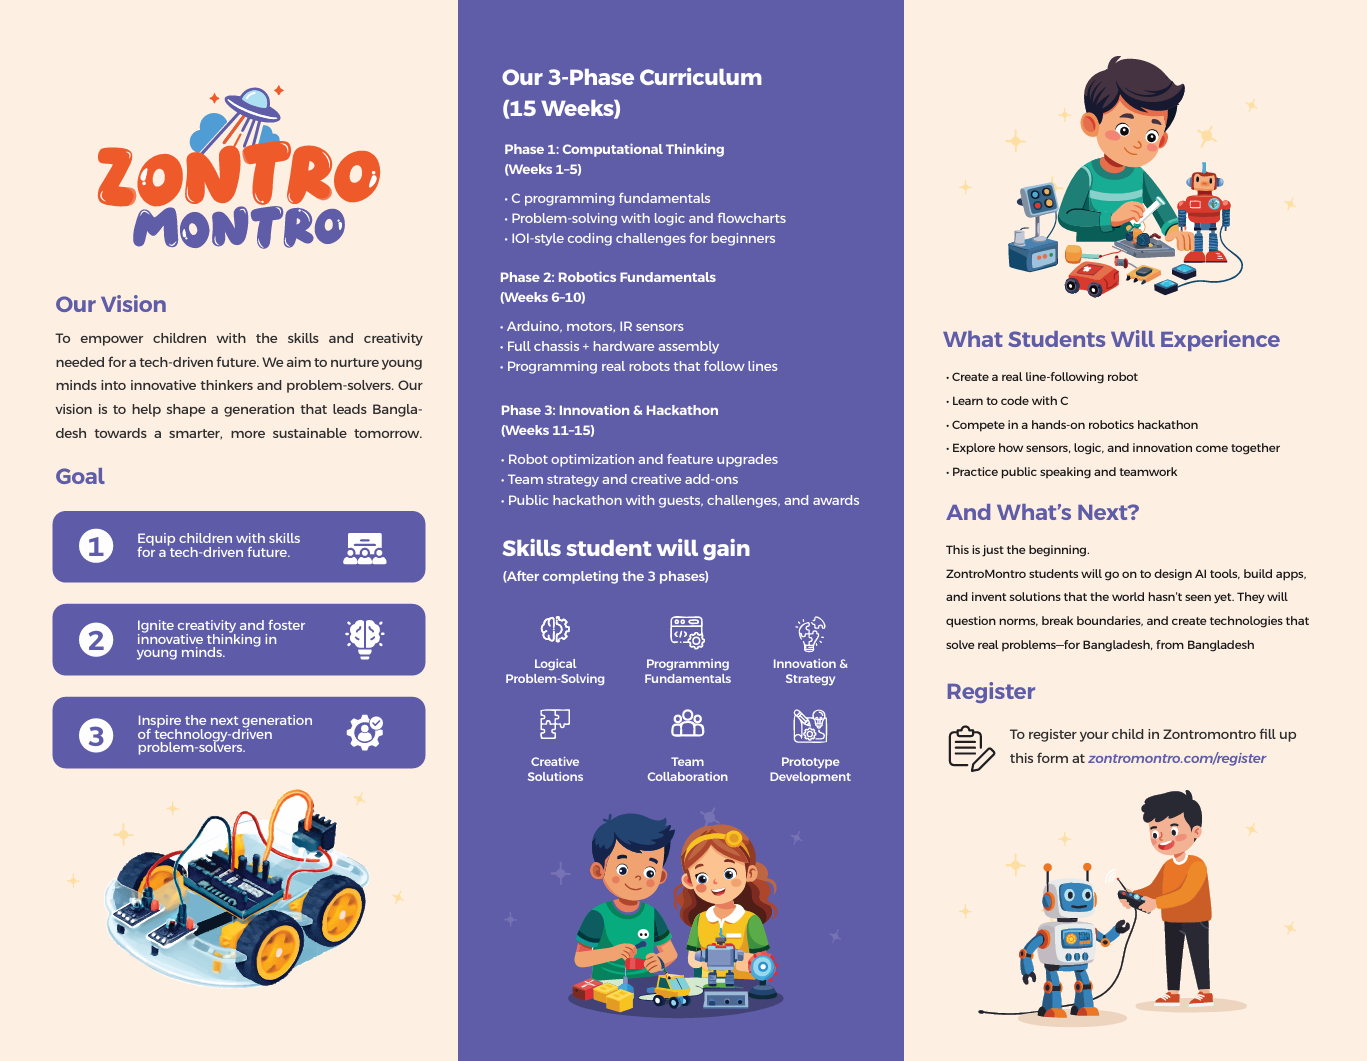 ZONTRO
MONTRO
Our Vision
To empower children with the skills and creativity
needed for a tech-driven future. We aim to nurture young
minds into innovative thinkers and problem-solvers. Our
vision is to help shape a generation that leads Bangla-
desh towards a smarter, more sustainable tomorrow.
Goal
1
Equip children with skills
for a tech-driven future.
2
Ignite creativity and foster
innovative thinking in
young minds.
3
Inspire the next generation
of technology-driven
problem-solvers.
Our 3-Phase Curriculum
(15 Weeks)
Phase 1: Computational Thinking
(Weeks 1–5)
• C programming fundamentals
• Problem-solving with logic and flowcharts
• IOI-style coding challenges for beginners
Phase 2: Robotics Fundamentals
(Weeks 6–10)
• Arduino, motors, IR sensors
• Full chassis + hardware assembly
• Programming real robots that follow lines
Phase 3: Innovation & Hackathon
(Weeks 11–15)
• Robot optimization and feature upgrades
• Team strategy and creative add-ons
• Public hackathon with guests, challenges, and awards
Skills student will gain
(After completing the 3 phases)
Logical
Problem-Solving
Programming
Fundamentals
Innovation &
Strategy
Creative
Solutions
Team
Collaboration
Prototype
Development
What Students Will Experience
• Create a real line-following robot
• Learn to code with C
• Compete in a hands-on robotics hackathon
• Explore how sensors, logic, and innovation come together
• Practice public speaking and teamwork
And What's Next?
This is just the beginning.
ZontroMontro students will go on to design AI tools, build apps,
and invent solutions that the world hasn't seen yet. They will
question norms, break boundaries, and create technologies that
solve real problems—for Bangladesh, from Bangladesh
Register
To register your child in Zontromontro fill up
this form at zontromontro.com/register